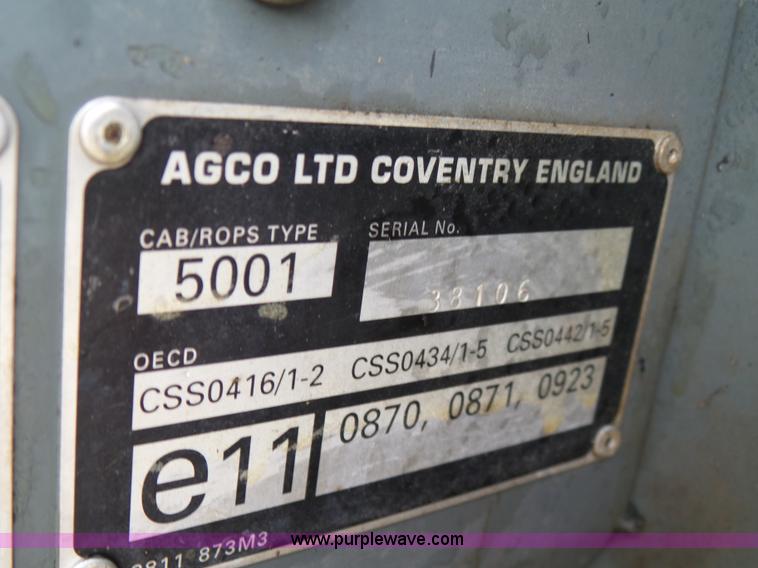 AGCO LTD COVENTRY ENGLAND
CAB/ROPS TYPE SERIAL No.
5001 38106
OECD
CSS0416/1-2 CSS0434/1-5 CSS0442/1-5
e11 0870, 0871, 0923
873M3
www.purplewave.com